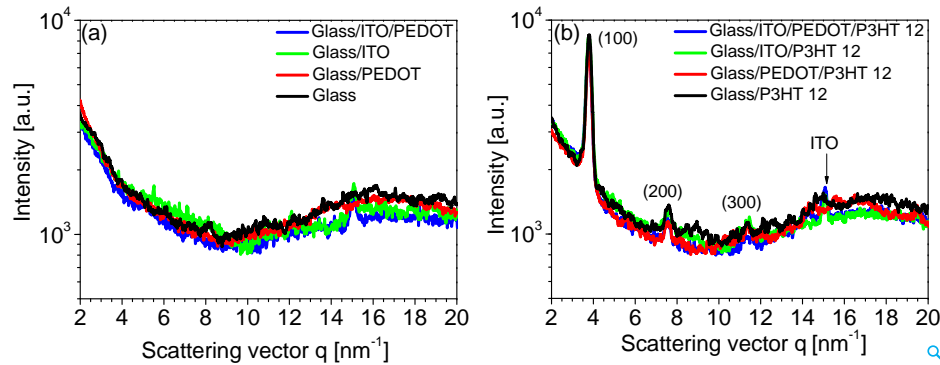 (a)
Glass/ITO/PEDOT
Glass/ITO
Glass/PEDOT
Glass
10^4
10^3
Intensity [a.u.]
2 4 6 8 10 12 14 16 18 20
Scattering vector q [nm^-1]
(b)
(100)
Glass/ITO/PEDOT/P3HT 12
Glass/ITO/P3HT 12
Glass/PEDOT/P3HT 12
Glass/P3HT 12
ITO
(200)
(300)
10^4
10^3
Intensity [a.u.]
2 4 6 8 10 12 14 16 18 20
Scattering vector q [nm^-1]